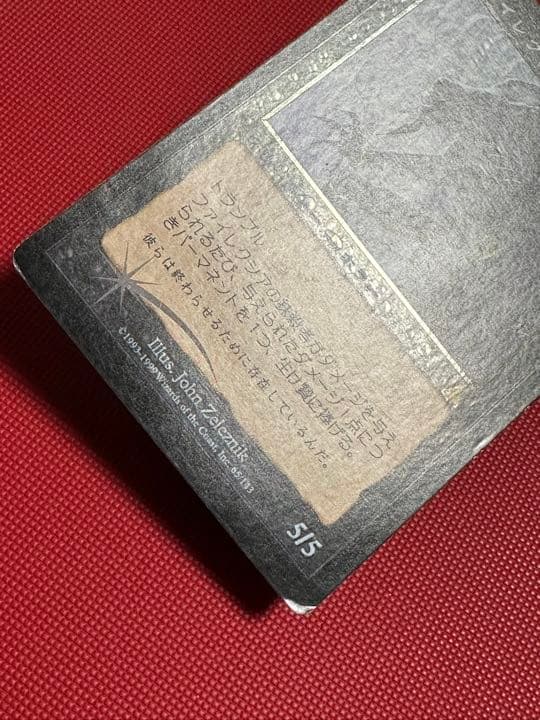 トランプル
ファイレクシアの抹殺者がダメージを与え
られるたび、与えられたダメージ1点につ
きパーマネントを1つ、生け贄に捧げる。
彼らは終わらせるために存在しているんだ。
Illus. John Zeleznik
©1993-1999 Wizards of the Coast, Inc. 65/143
5/5